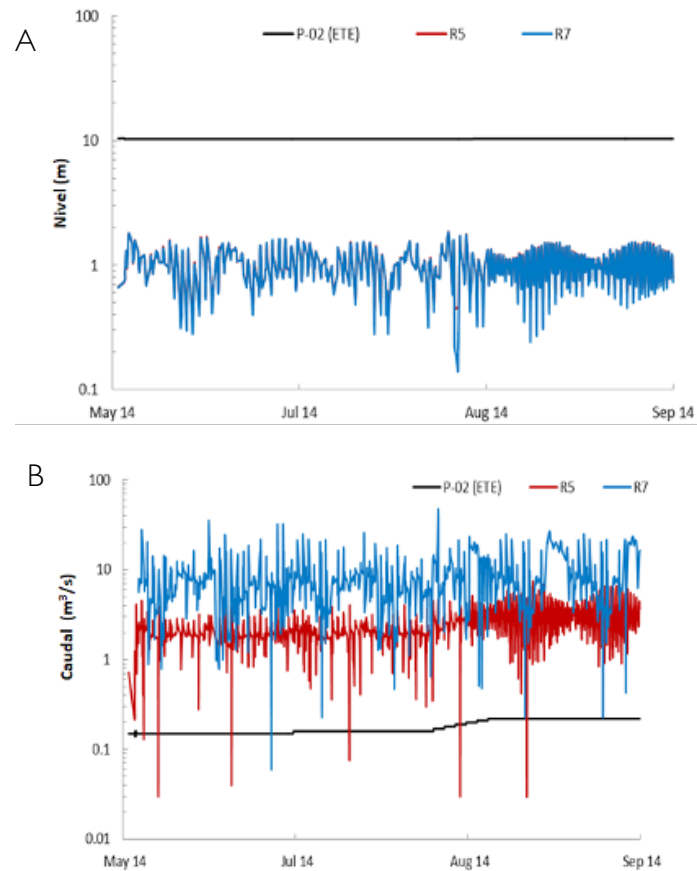 A
P-02 (ETE) R5 R7
Nivel (m)
100
10
1
0.1
May 14 Jul 14 Aug 14 Sep 14
B
P-02 (ETE) R5 R7
Caudal (m³/s)
100
10
1
0.1
0.01
May 14 Jul 14 Aug 14 Sep 14